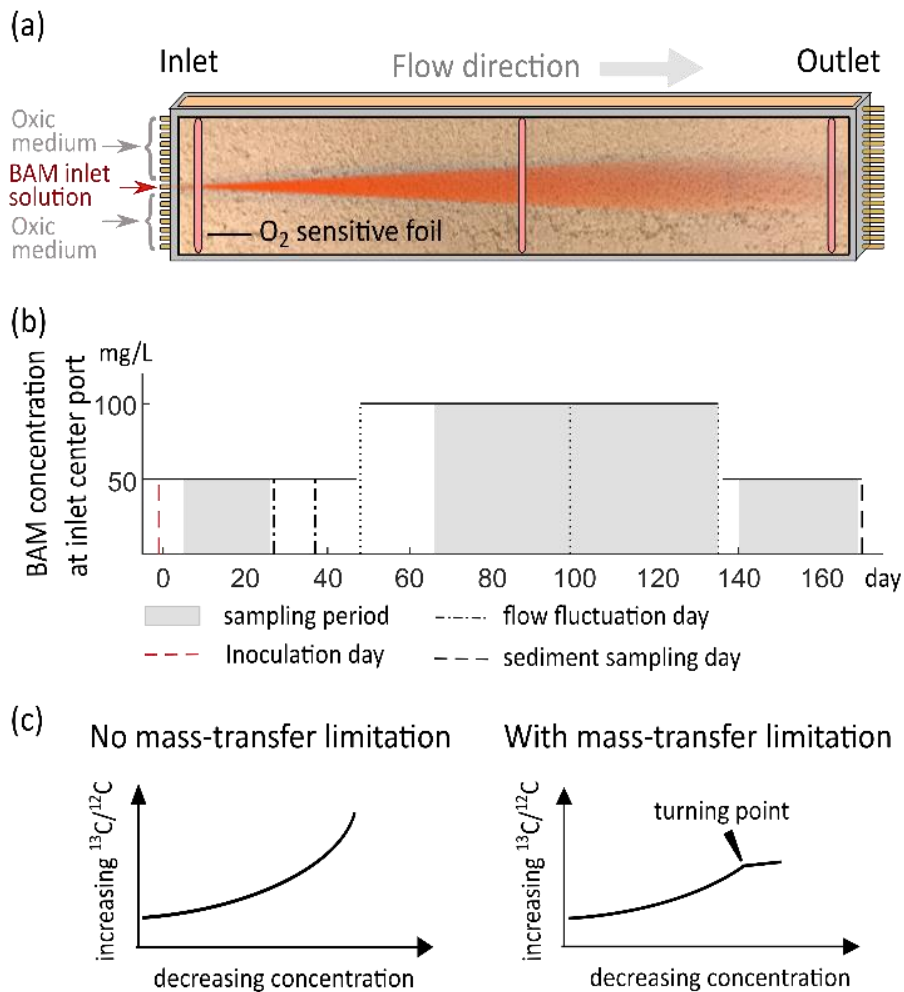 (a)
Inlet
Flow direction
Outlet
Oxic
medium
BAM inlet
solution
Oxic
medium
O2 sensitive foil
(b)
BAM concentration
at inlet center port
mg/L
100
50
0 20 40 60 80 100 120 140 160 day
sampling period
flow fluctuation day
Inoculation day
sediment sampling day
(c)
No mass-transfer limitation
With mass-transfer limitation
increasing ¹³C/¹²C
decreasing concentration
turning point
increasing ¹³C/¹²C
decreasing concentration